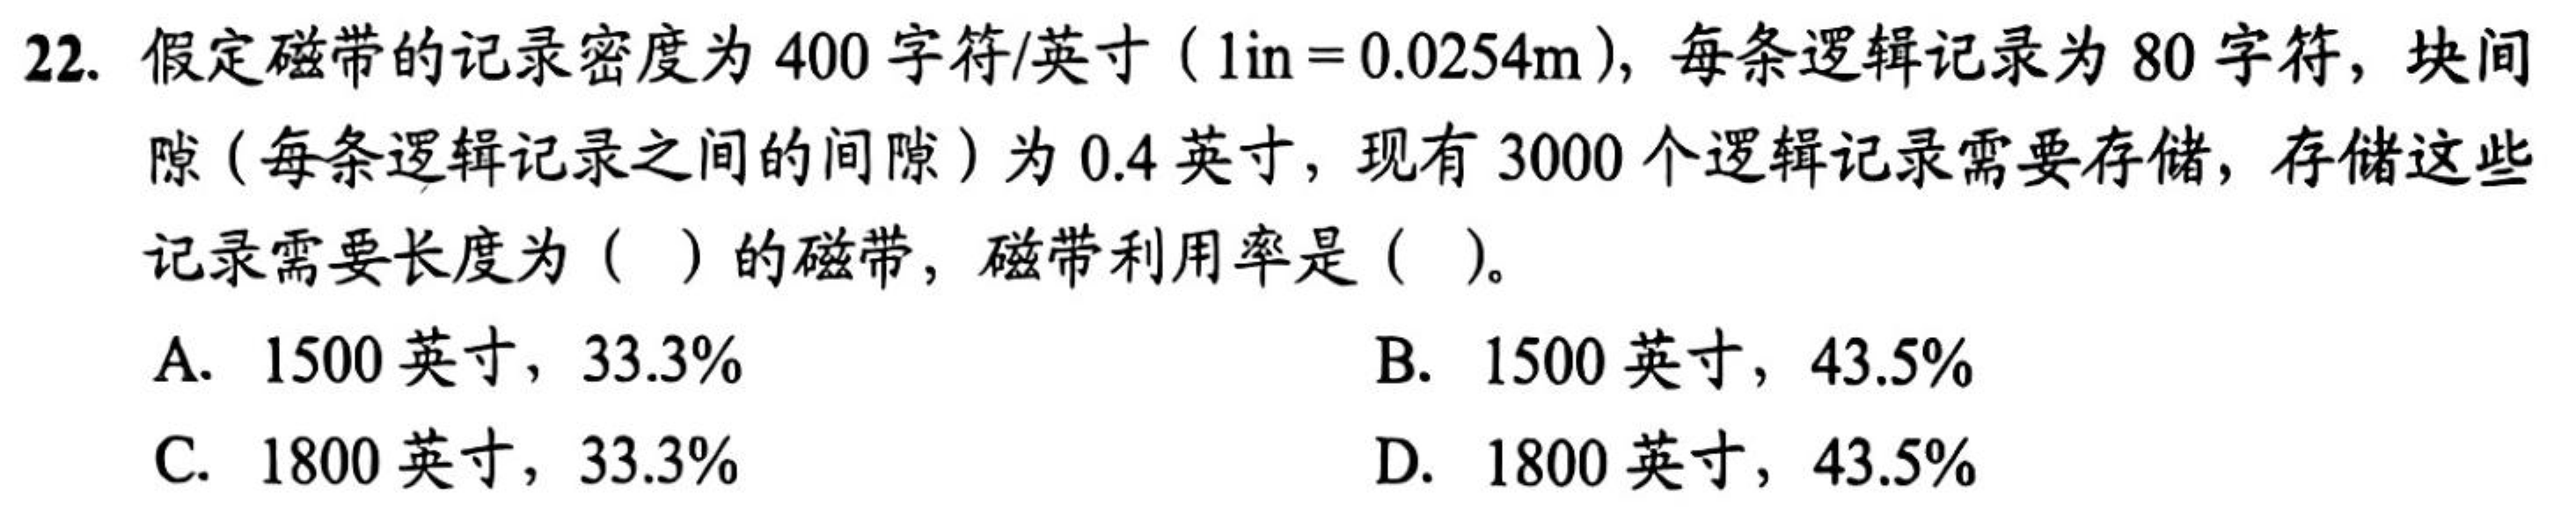 22. 假定磁带的记录密度为 400 字符/英寸（1in = 0.0254m），每条逻辑记录为 80 字符，块间
隙（每条逻辑记录之间的间隙）为 0.4 英寸，现有 3000 个逻辑记录需要存储，存储这些
记录需要长度为（ ）的磁带，磁带利用率是（ ）。
A. 1500 英寸，33.3% B. 1500 英寸，43.5%
C. 1800 英寸，33.3% D. 1800 英寸，43.5%